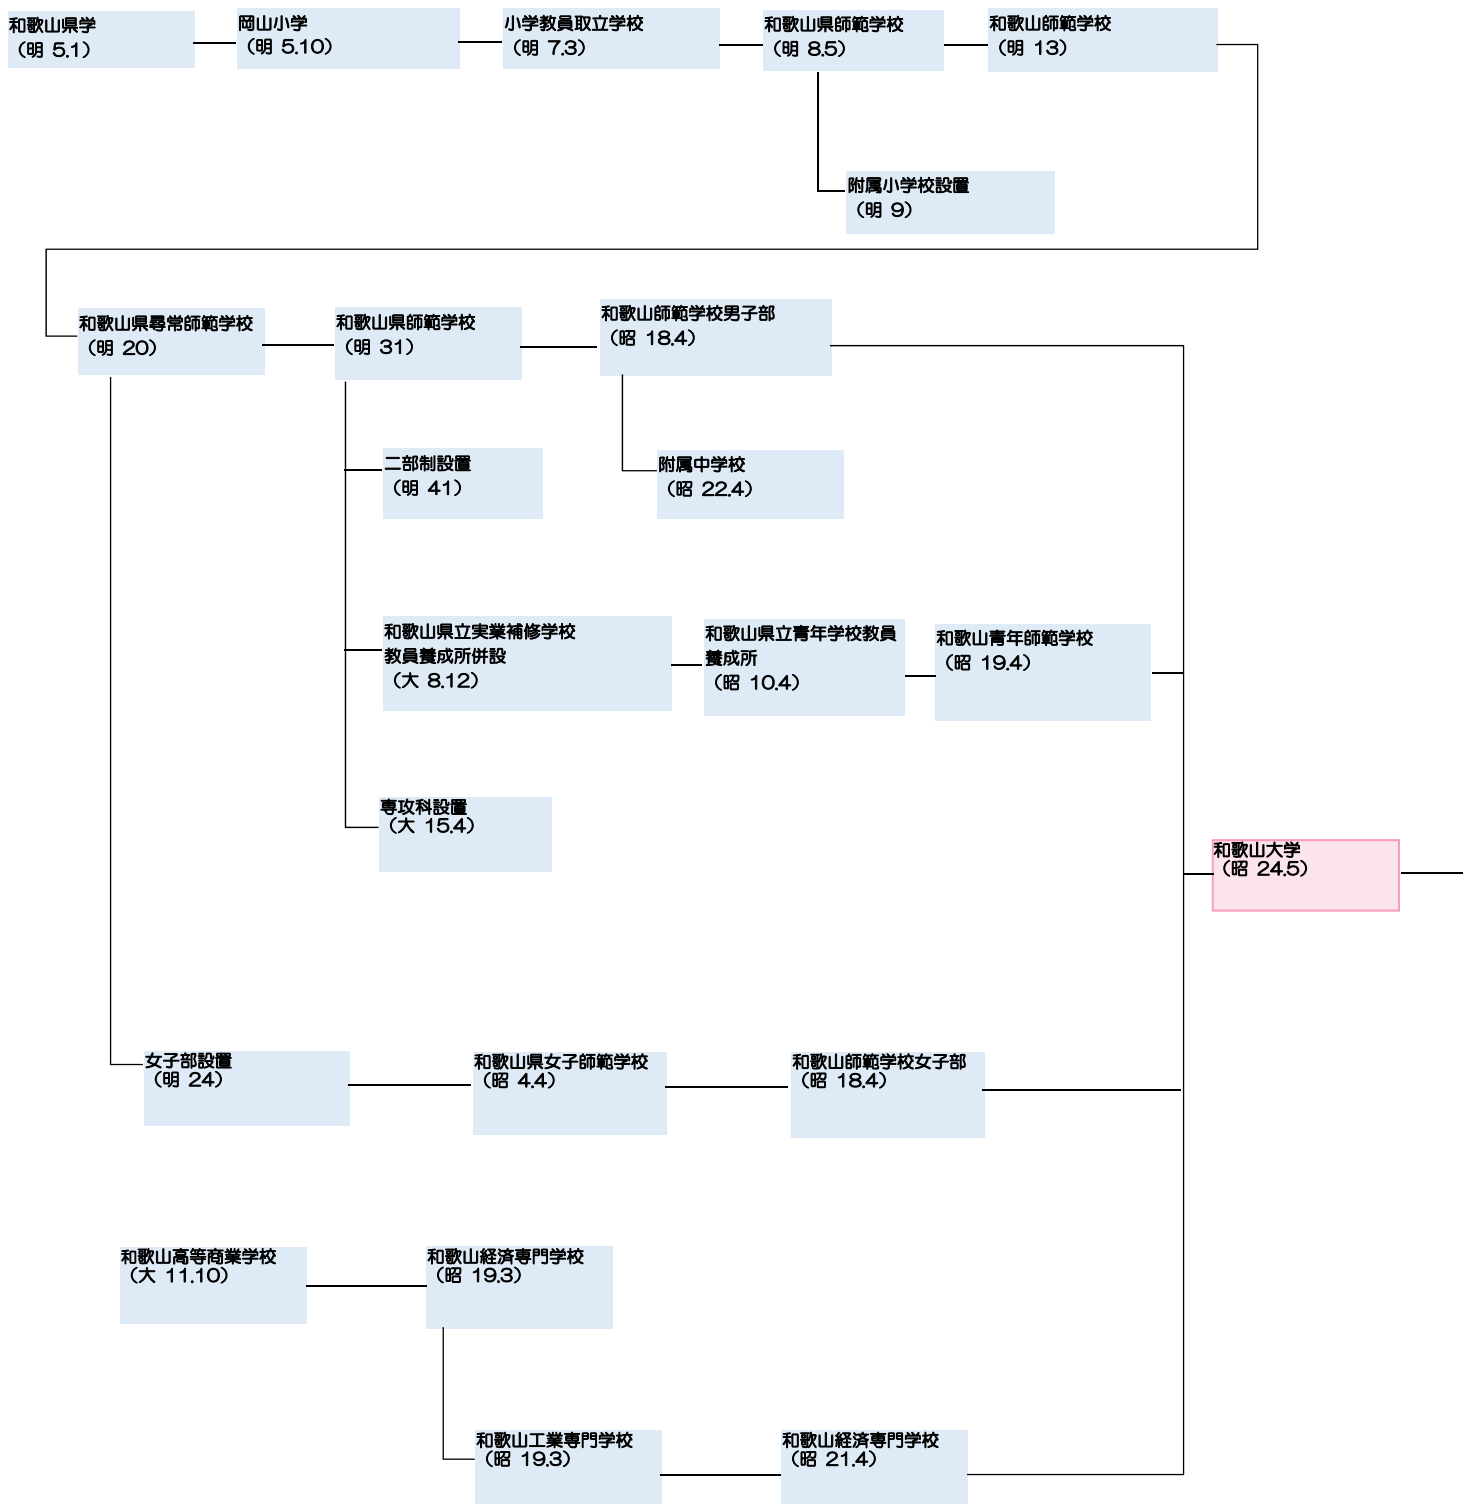 和歌山県学
（明 5.1）
岡山小学
（明 5.10）
小学教員取立学校
（明 7.3）
和歌山県師範学校
（明 8.5）
和歌山師範学校
（明 13）
附属小学校設置
（明 9）
和歌山県尋常師範学校
（明 20）
和歌山県師範学校
（明 31）
和歌山師範学校男子部
（昭 18.4）
二部制設置
（明 41）
附属中学校
（昭 22.4）
和歌山県立実業補修学校
教員養成所併設
（大 8.12）
和歌山県立青年学校教員
養成所
（昭 10.4）
和歌山青年師範学校
（昭 19.4）
専攻科設置
（大 15.4）
和歌山大学
（昭 24.5）
女子部設置
（明 24）
和歌山県女子師範学校
（昭 4.4）
和歌山師範学校女子部
（昭 18.4）
和歌山高等商業学校
（大 11.10）
和歌山経済専門学校
（昭 19.3）
和歌山工業専門学校
（昭 19.3）
和歌山経済専門学校
（昭 21.4）